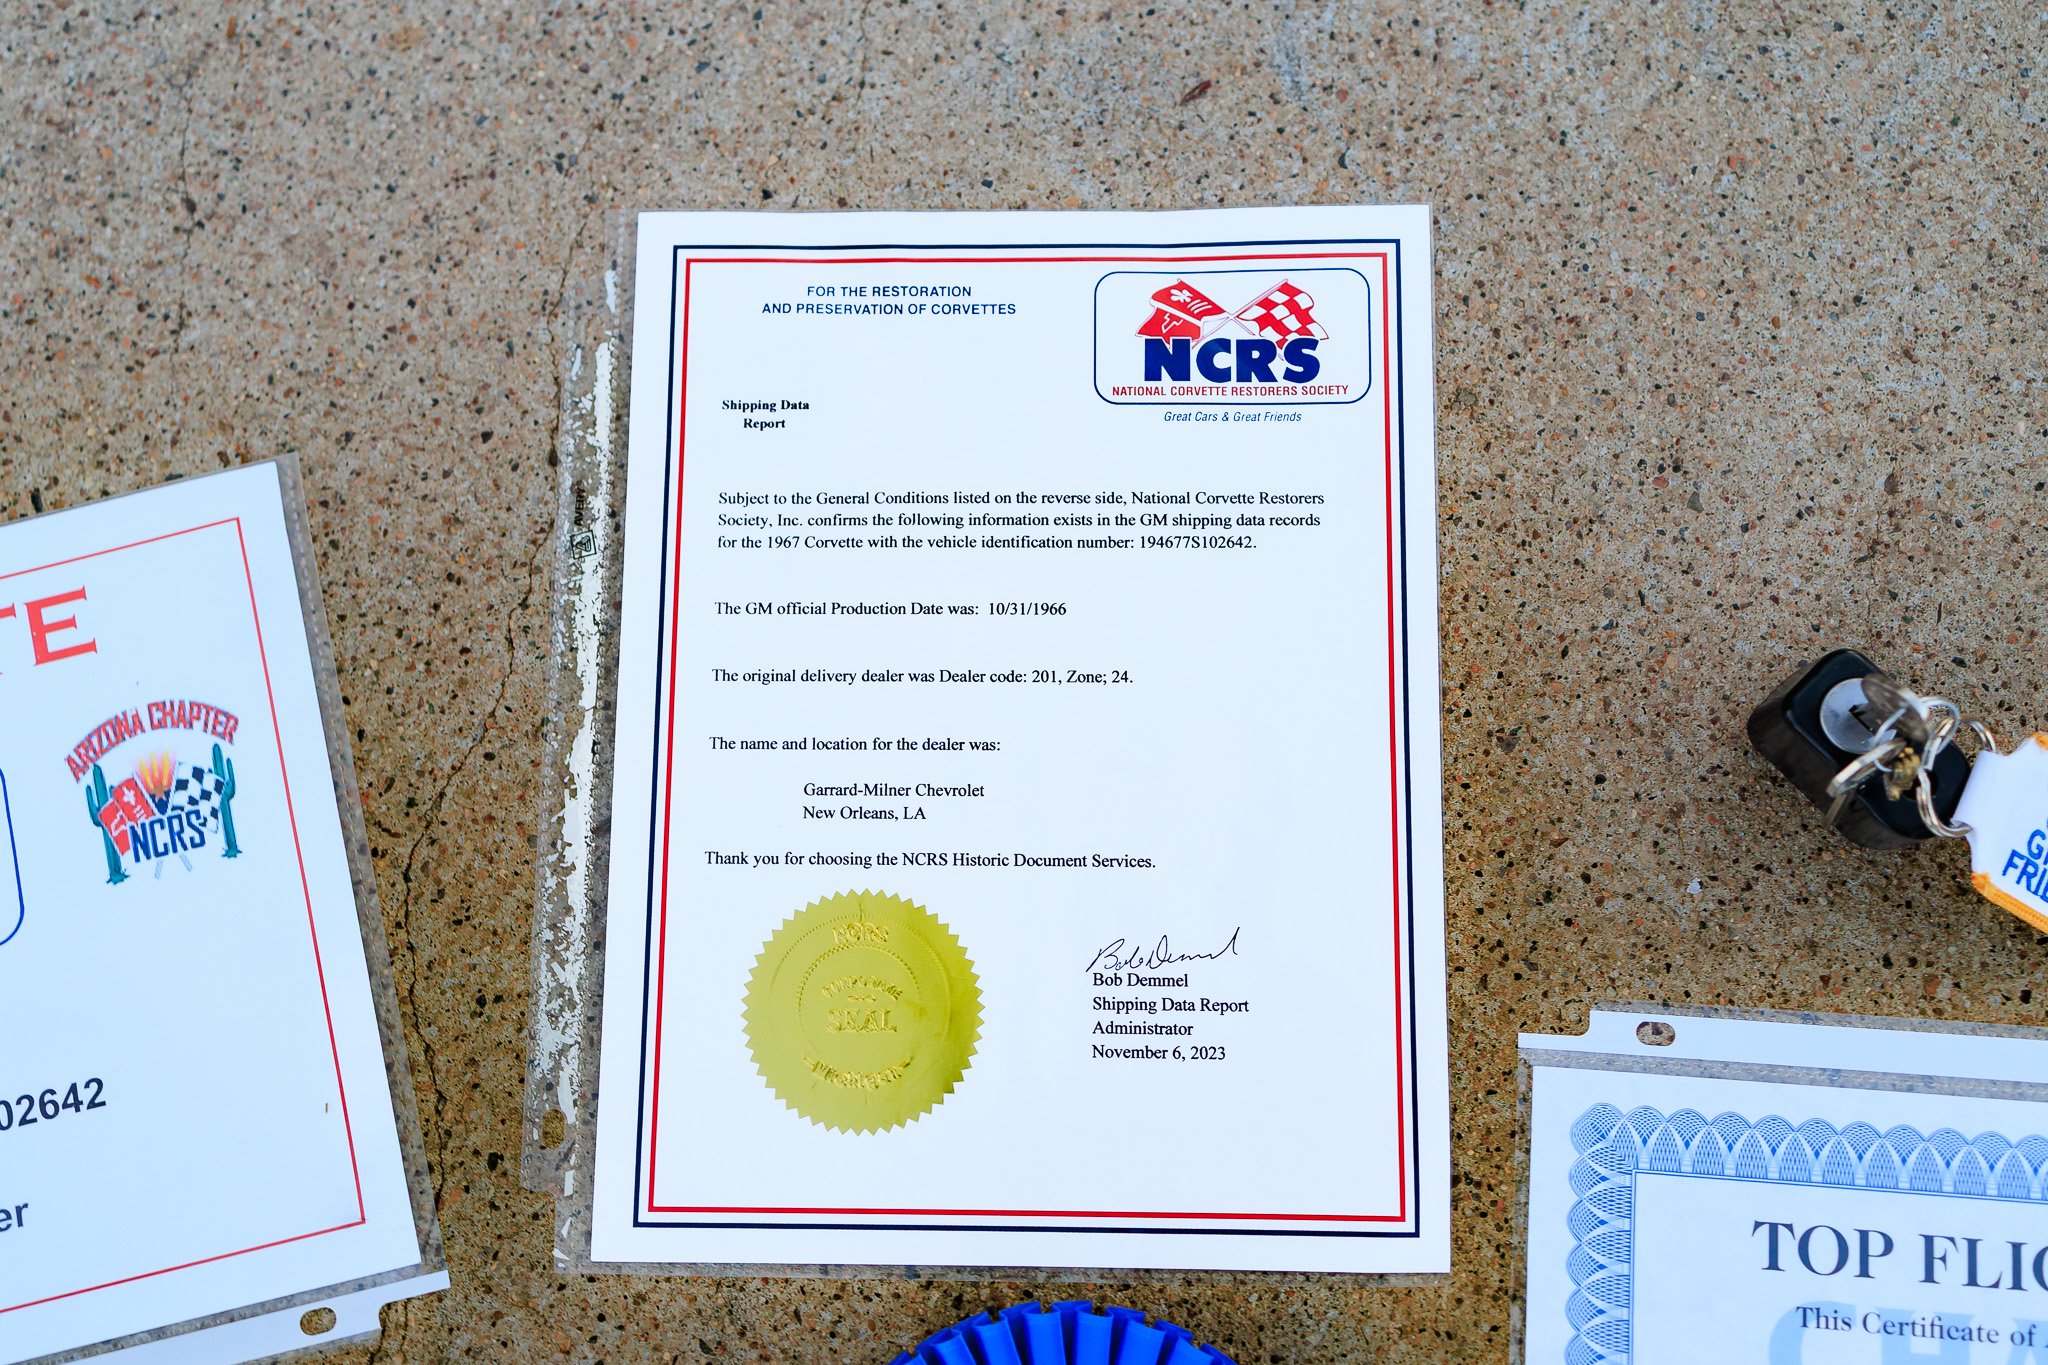 FOR THE RESTORATION
AND PRESERVATION OF CORVETTES
NCRS
NATIONAL CORVETTE RESTORERS SOCIETY
Great Cars & Great Friends
Shipping Data
Report
Subject to the General Conditions listed on the reverse side, National Corvette Restorers
Society, Inc. confirms the following information exists in the GM shipping data records
for the 1967 Corvette with the vehicle identification number: 194677S102642.
The GM official Production Date was: 10/31/1966
The original delivery dealer was Dealer code: 201, Zone; 24.
The name and location for the dealer was:
Garrard-Milner Chevrolet
New Orleans, LA
Thank you for choosing the NCRS Historic Document Services.
NCRS
SEAL
Bob Demmel
Bob Demmel
Shipping Data Report
Administrator
November 6, 2023
TE
ARIZONA CHAPTER
NCRS
02642
er
TOP FLIG
This Certificate of